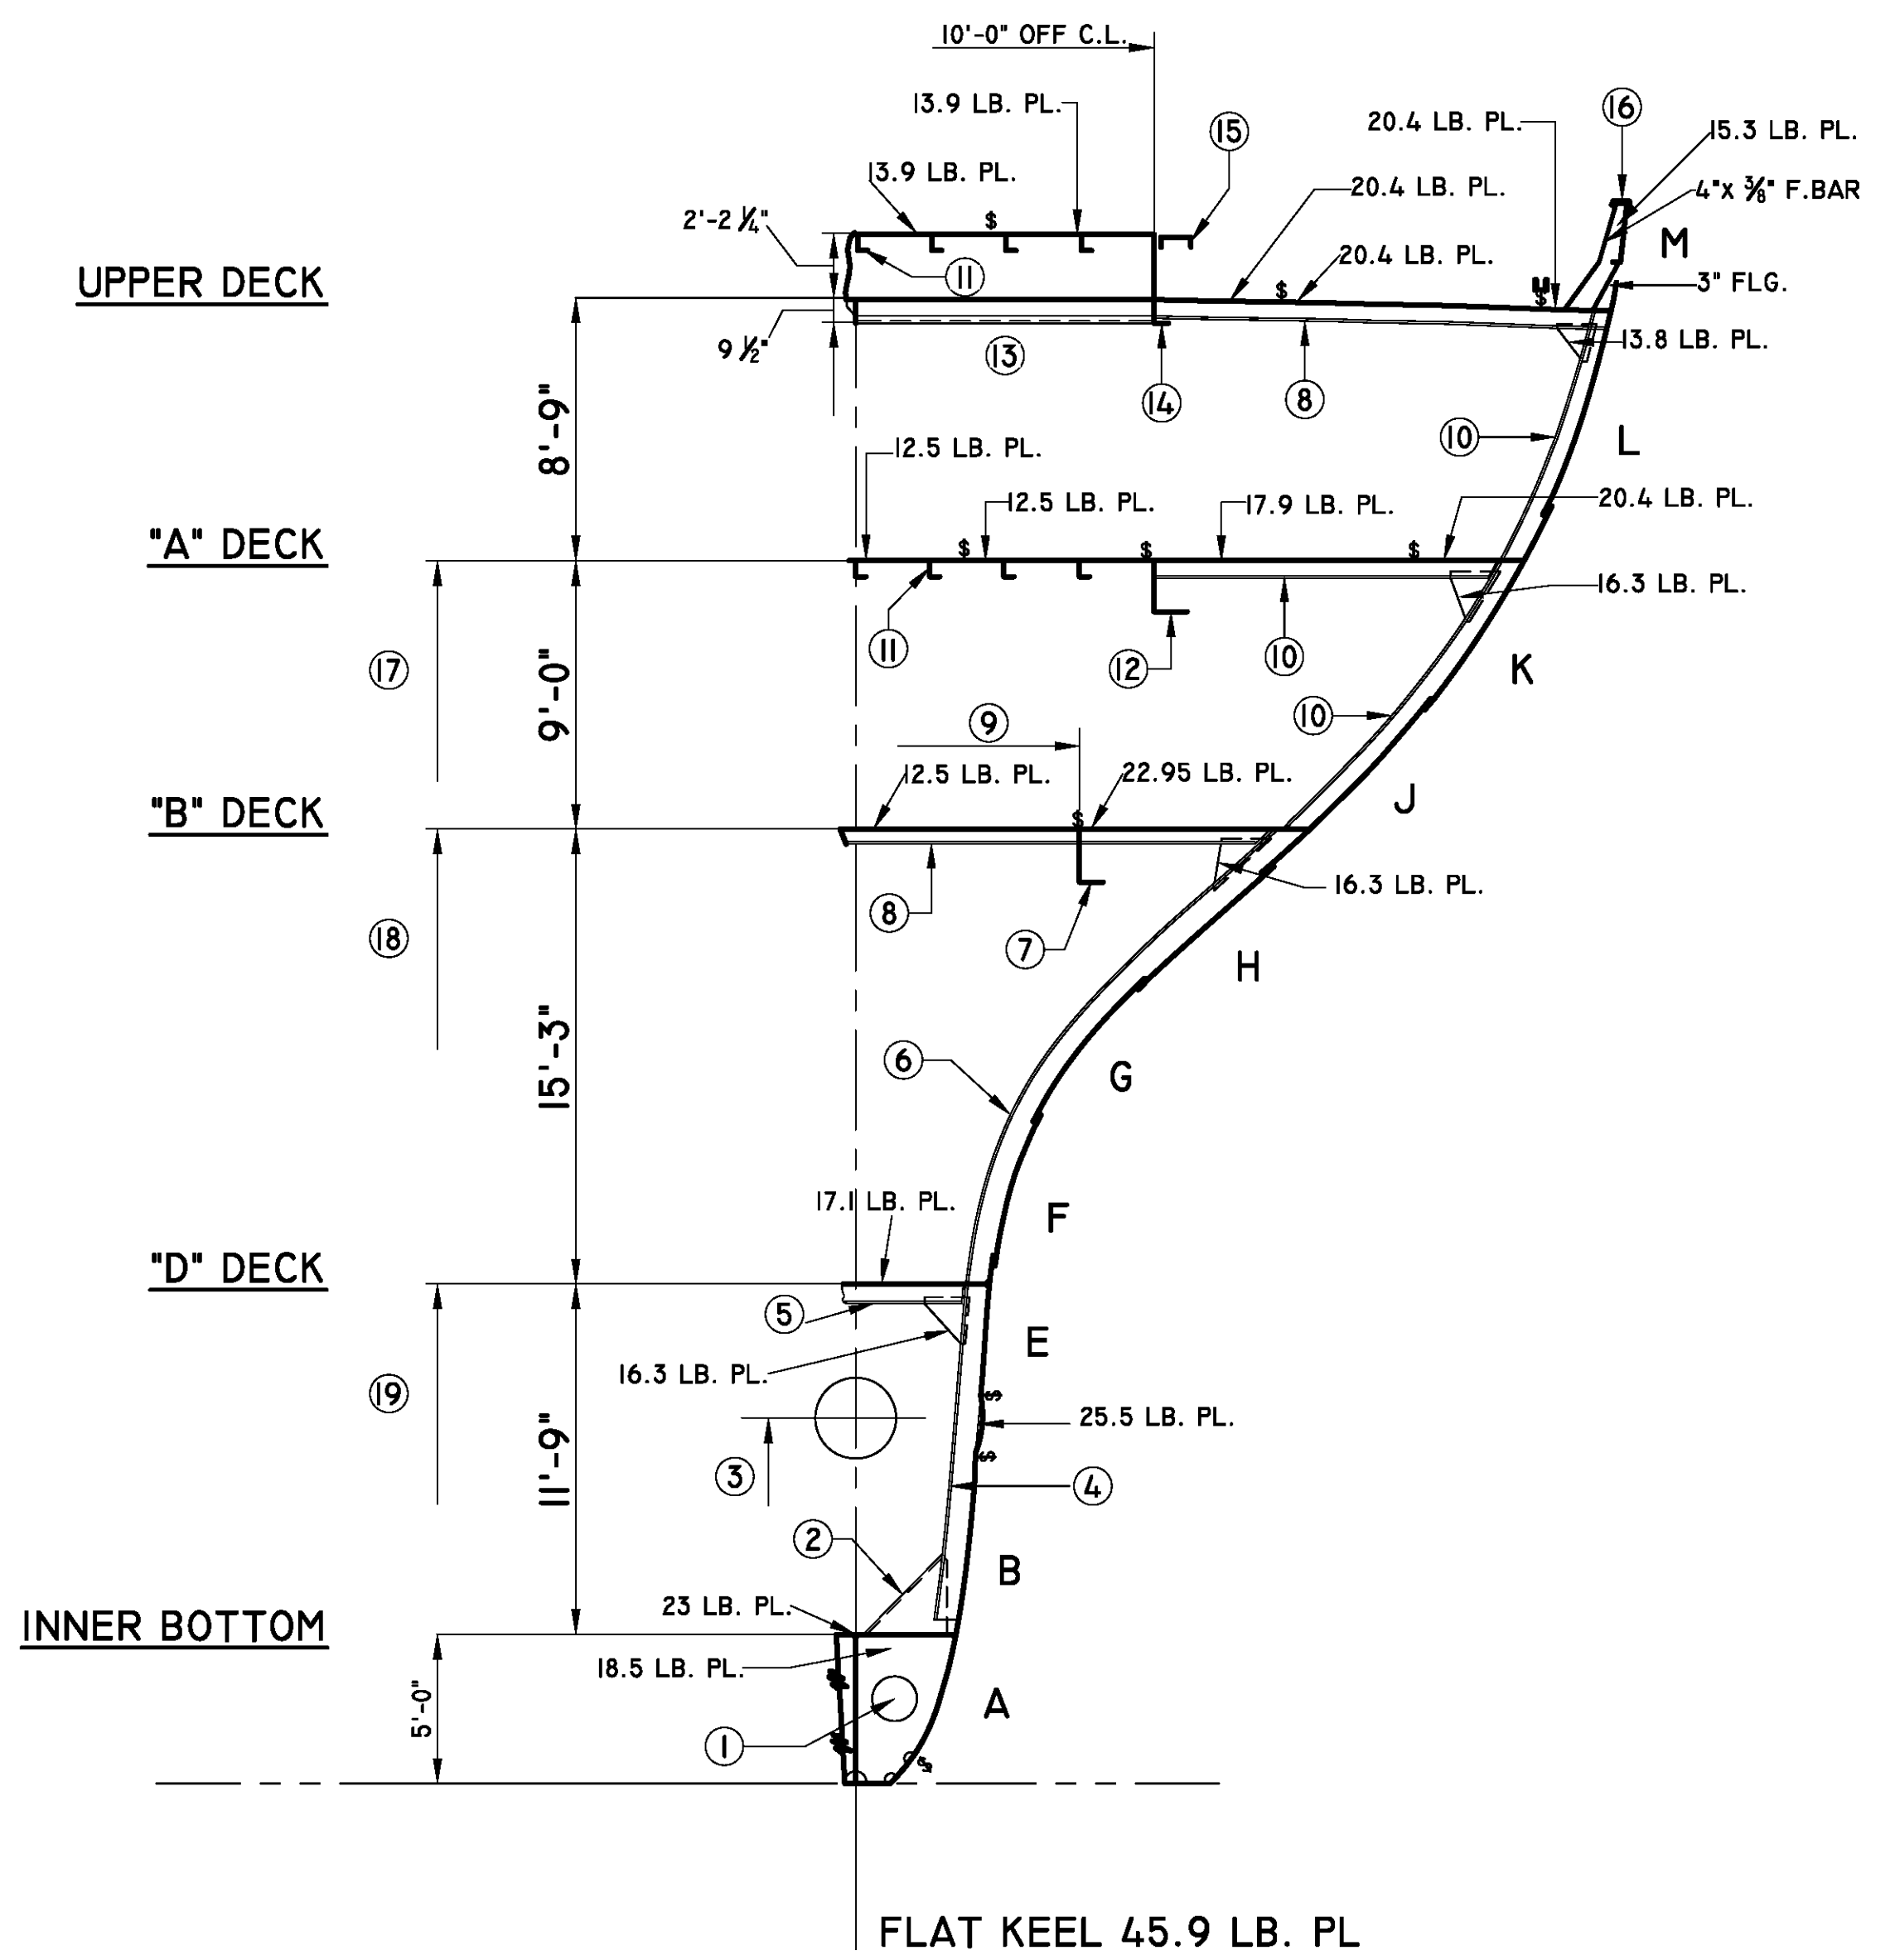 10'-0" OFF C.L.
13.9 LB. PL.
16
15
20.4 LB. PL.
15.3 LB. PL.
13.9 LB. PL.
20.4 LB. PL.
4"x 3/8" F.BAR
2'-2 1/4"
$
M
20.4 LB. PL.
UPPER DECK
11
$
$
3" FLG.
9 1/2"
13
14
8
13.8 LB. PL.
8'-9"
10
L
12.5 LB. PL.
12.5 LB. PL.
17.9 LB. PL.
20.4 LB. PL.
"A" DECK
$
$
$
16.3 LB. PL.
17
11
12
10
K
9'-0"
9
10
12.5 LB. PL.
22.95 LB. PL.
J
"B" DECK
$
16.3 LB. PL.
18
8
7
H
15'-3"
6
G
17.1 LB. PL.
F
"D" DECK
5
E
16.3 LB. PL.
19
$
25.5 LB. PL.
$
3
11'-9"
4
2
B
23 LB. PL.
INNER BOTTOM
18.5 LB. PL.
5'-0"
A
1
$
FLAT KEEL 45.9 LB. PL